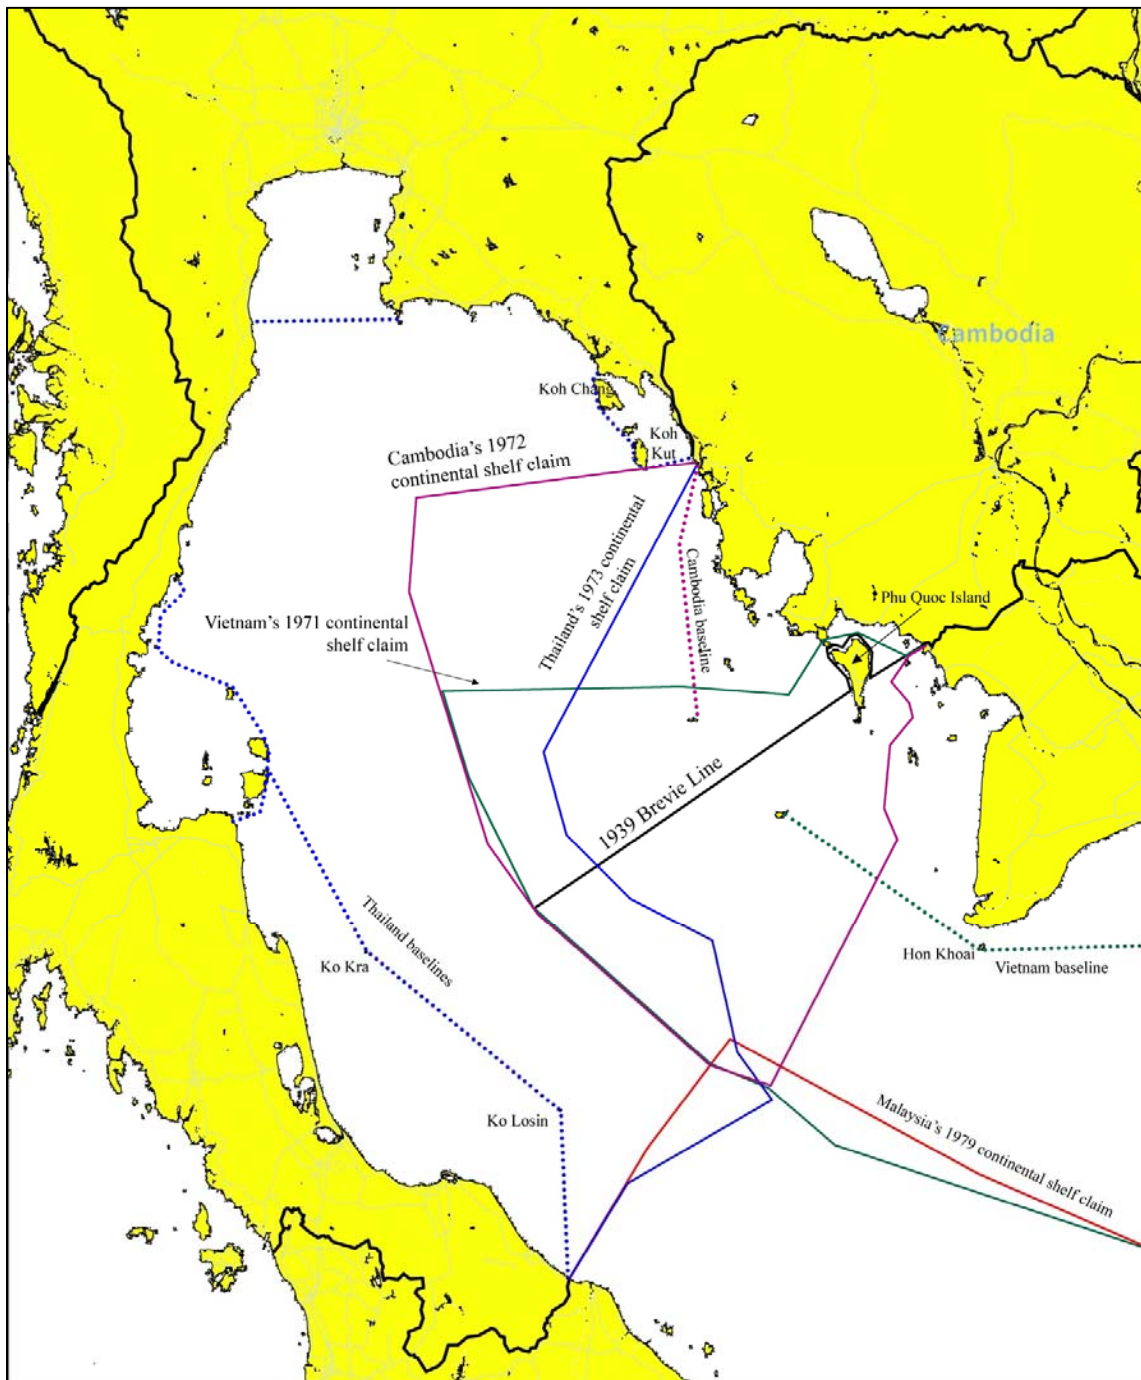 Cambodia
Koh Chang
Koh
Kut
Cambodia's 1972
continental shelf claim
Thailand's 1973 continental
shelf claim
Cambodia baseline
Phu Quoc Island
Vietnam's 1971 continental
shelf claim
1939 Brevie Line
Thailand baselines
Ko Kra
Hon Khoai
Vietnam baseline
Ko Losin
Malaysia's 1979 continental shelf claim